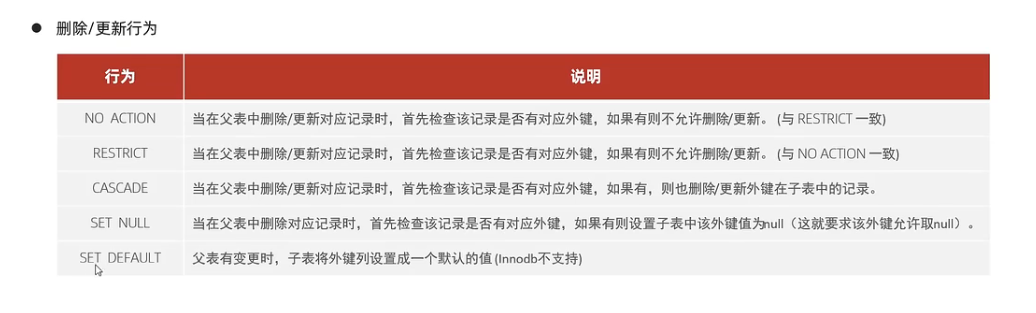 ● 删除/更新行为
行为 说明
NO ACTION 当在父表中删除/更新对应记录时，首先检查该记录是否有对应外键，如果有则不允许删除/更新。 (与 RESTRICT 一致)
RESTRICT 当在父表中删除/更新对应记录时，首先检查该记录是否有对应外键，如果有则不允许删除/更新。 (与 NO ACTION 一致)
CASCADE 当在父表中删除/更新对应记录时，首先检查该记录是否有对应外键，如果有，则也删除/更新外键在子表中的记录。
SET NULL 当在父表中删除对应记录时，首先检查该记录是否有对应外键，如果有则设置子表中该外键值为null（这就要求该外键允许取null）。
SET DEFAULT 父表有变更时，子表将外键列设置成一个默认的值 (Innodb不支持)